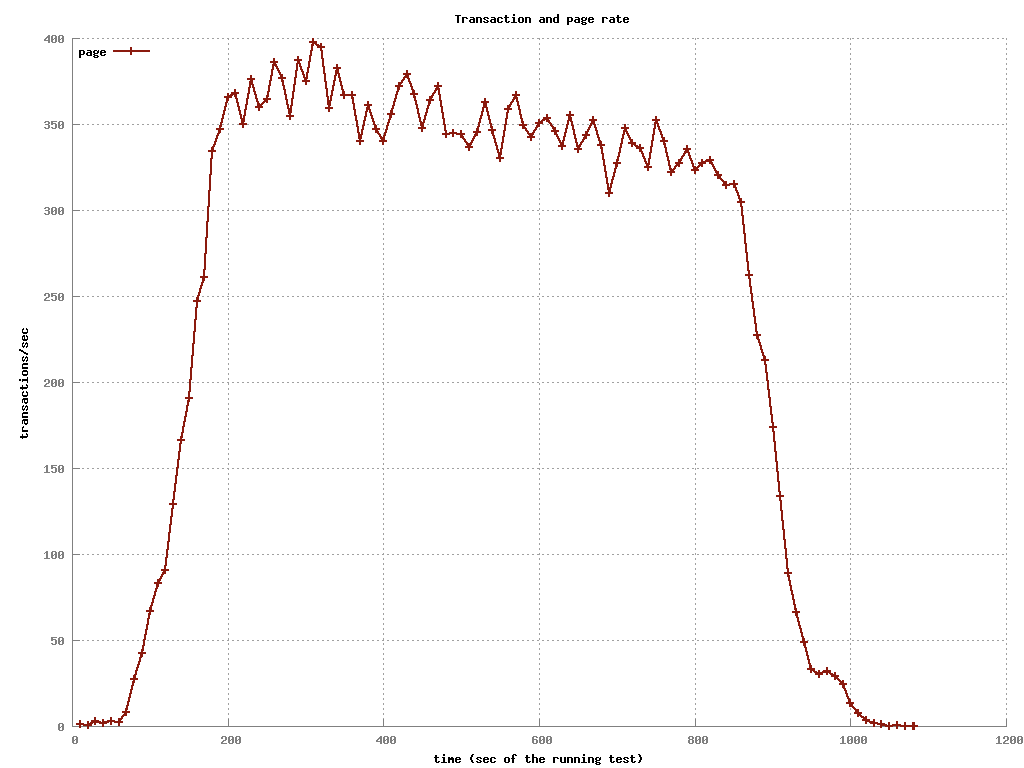 Transaction and page rate
page
400
350
300
250
200
150
100
50
0
transactions/sec
0 200 400 600 800 1000 1200
time (sec of the running test)